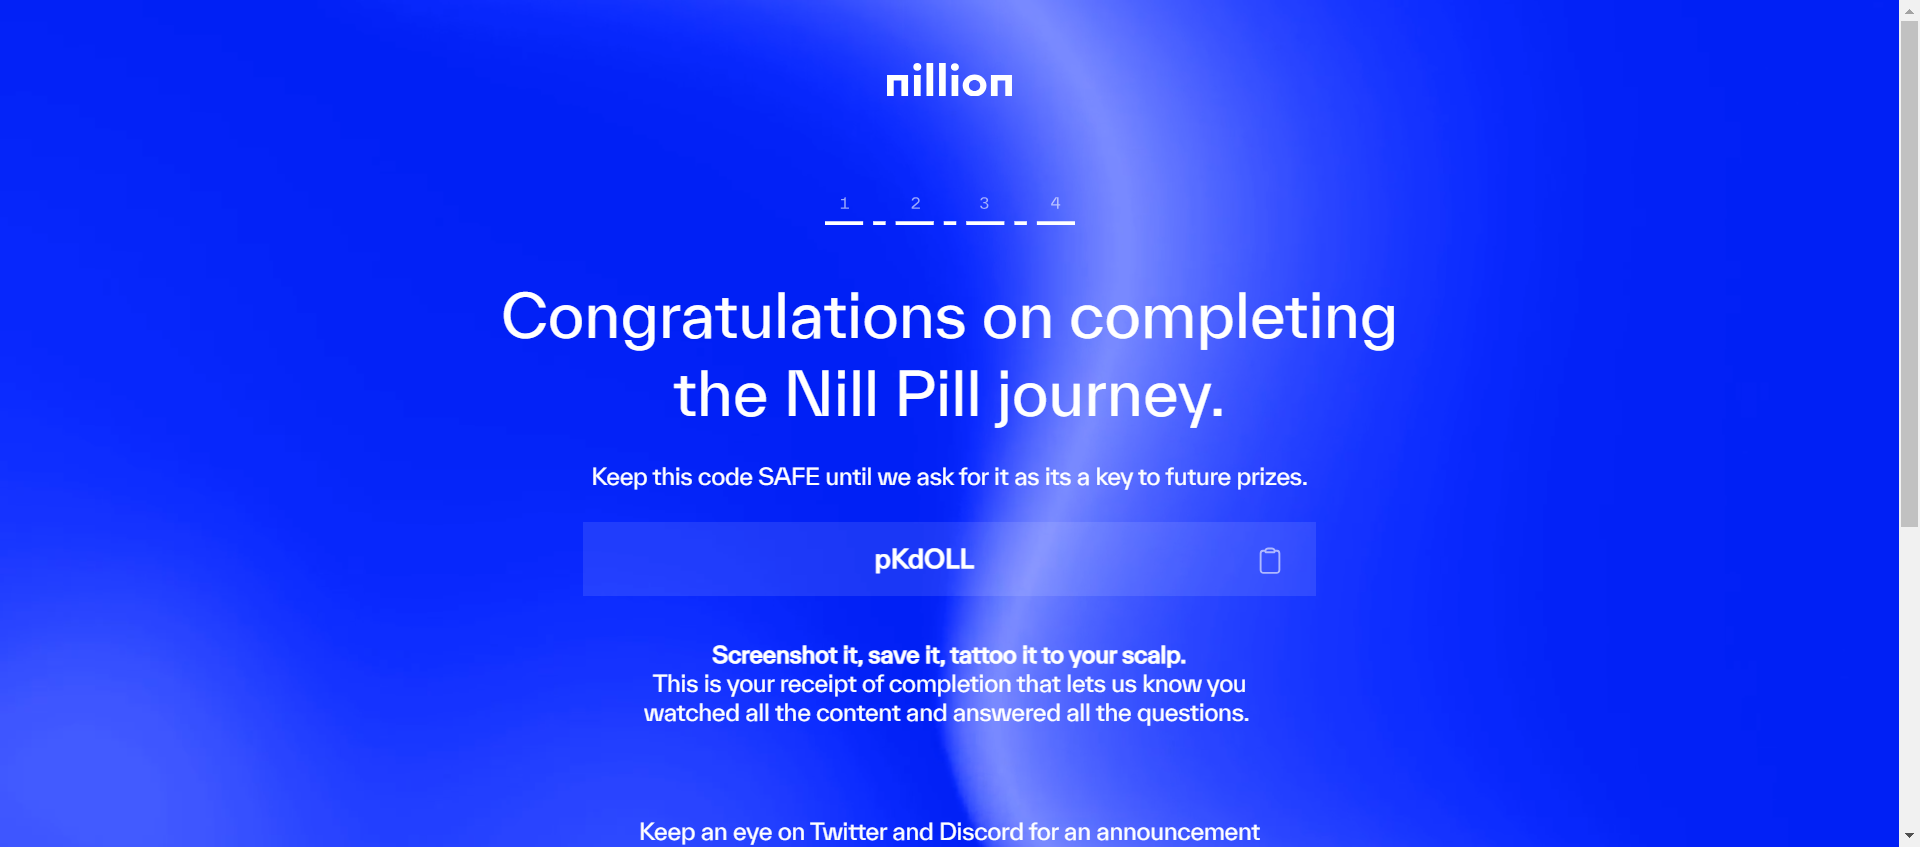 nillion
1 2 3 4
Congratulations on completing
the Nill Pill journey.
Keep this code SAFE until we ask for it as its a key to future prizes.
pKdOLL
Screenshot it, save it, tattoo it to your scalp.
This is your receipt of completion that lets us know you
watched all the content and answered all the questions.
Keep an eye on Twitter and Discord for an announcement